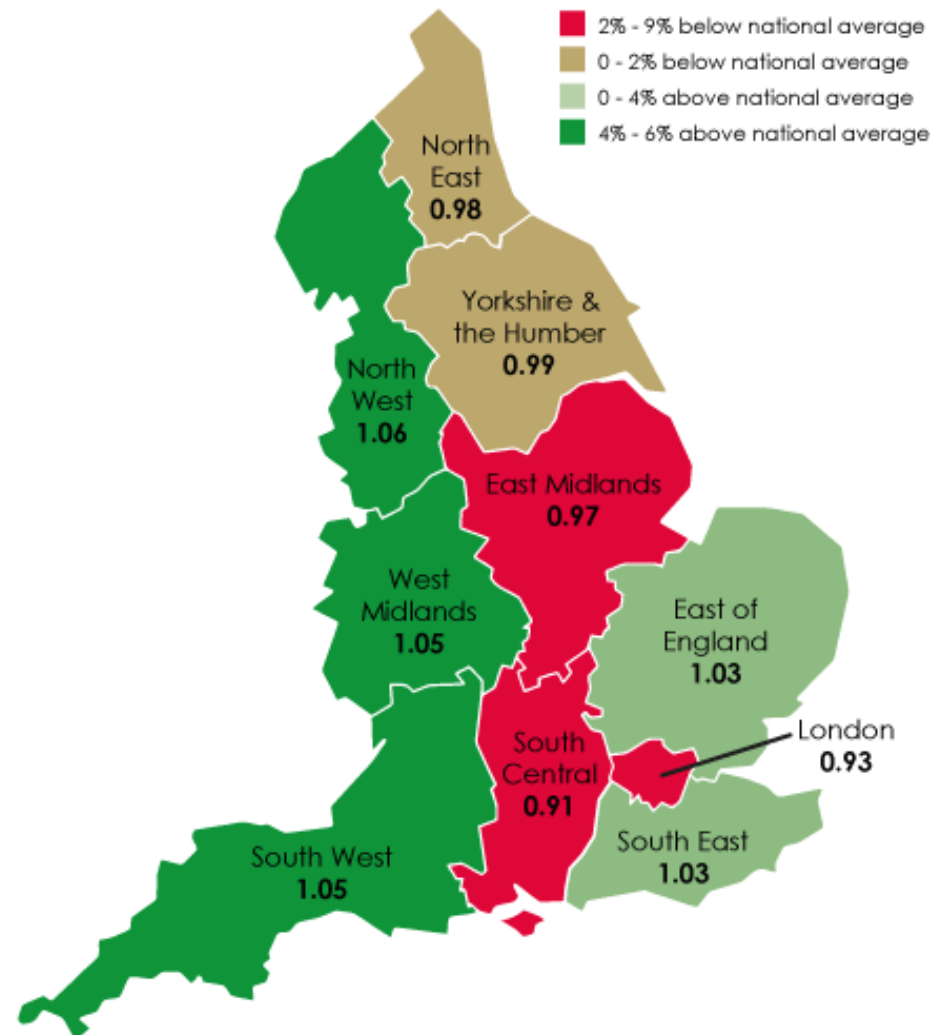 2% - 9% below national average
0 - 2% below national average
0 - 4% above national average
4% - 6% above national average
North
East
0.98
Yorkshire &
the Humber
0.99
North
West
1.06
East Midlands
0.97
West
Midlands
1.05
East of
England
1.03
London
0.93
South
Central
0.91
South East
1.03
South West
1.05